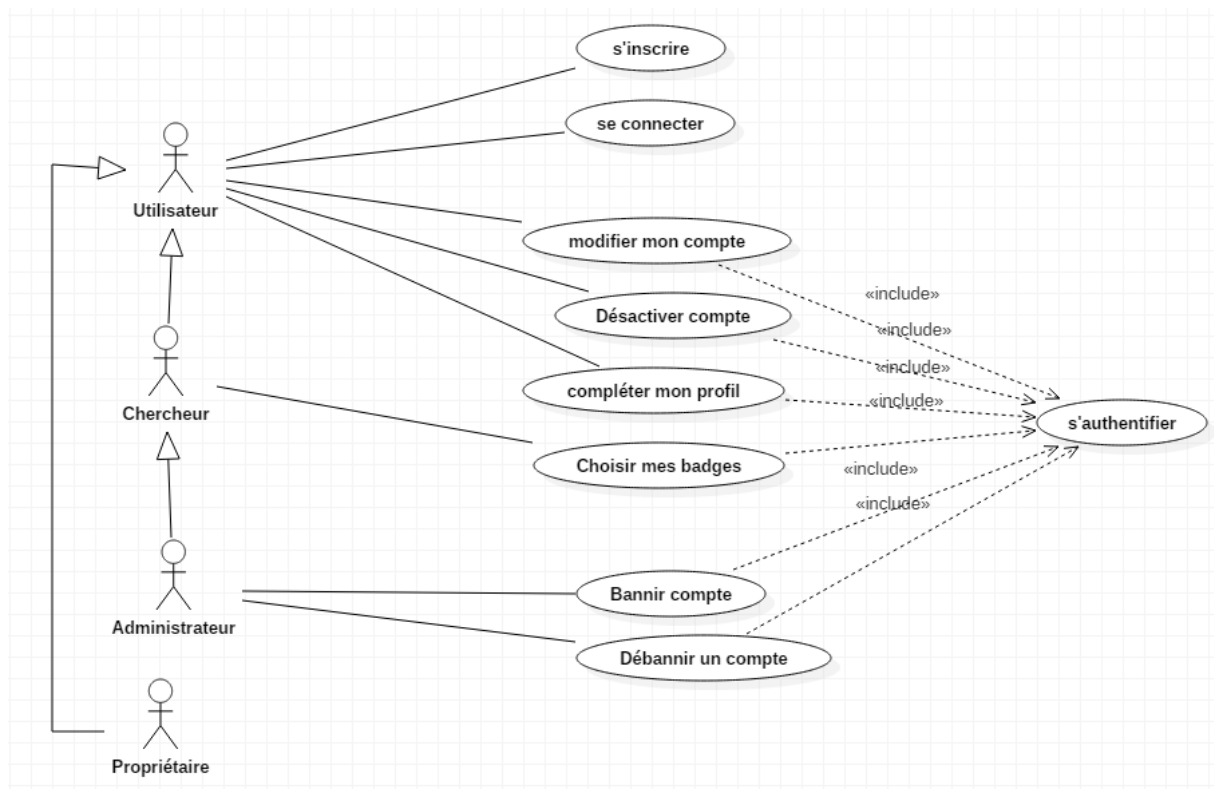 s'inscrire
se connecter
Utilisateur
modifier mon compte
«include»
Désactiver compte
«include»
«include»
compléter mon profil
«include»
Chercheur
s'authentifier
Choisir mes badges
«include»
«include»
Bannir compte
Administrateur
Débannir un compte
Propriétaire